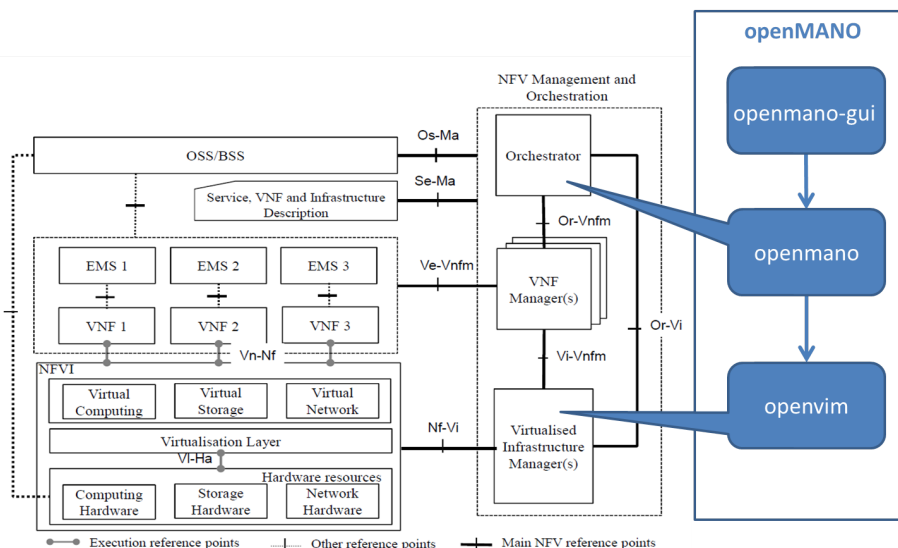 openMANO
NFV Management and
Orchestration
openmano-gui
Os-Ma
OSS/BSS
Orchestrator
Se-Ma
Service, VNF and Infrastructure
Description
Or-Vnfm
openmano
EMS 1
EMS 2
EMS 3
Ve-Vnfm
VNF
Manager(s)
VNF 1
VNF 2
VNF 3
Or-Vi
Vn-Nf
Vi-Vnfm
NFVI
Virtual
Computing
Virtual
Storage
Virtual
Network
openvim
Nf-Vi
Virtualised
Infrastructure
Manager(s)
Virtualisation Layer
Vl-Ha
Hardware resources
Computing
Hardware
Storage
Hardware
Network
Hardware
Execution reference points
Other reference points
Main NFV reference points